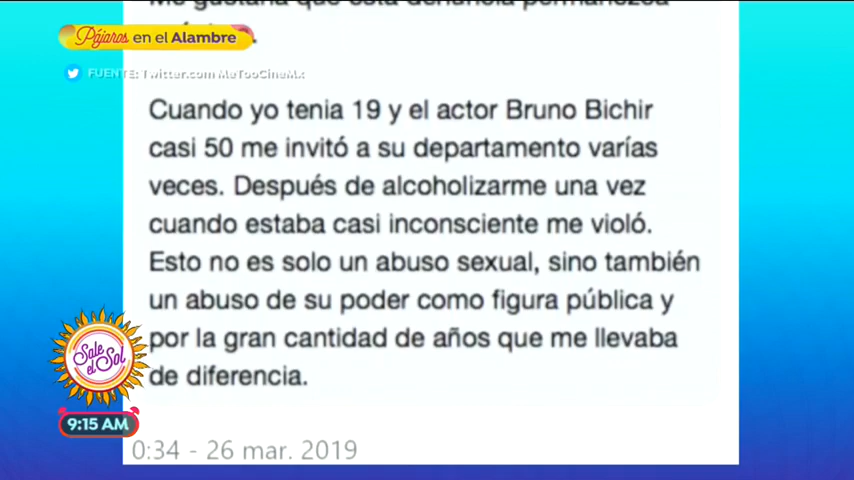 Pájaros en el Alambre
FUENTE: Twitter.com MeTooCineMx
Cuando yo tenia 19 y el actor Bruno Bichir
casi 50 me invitó a su departamento varías
veces. Después de alcoholizarme una vez
cuando estaba casi inconsciente me violó.
Esto no es solo un abuso sexual, sino también
un abuso de su poder como figura pública y
por la gran cantidad de años que me llevaba
de diferencia.
0:34 - 26 mar. 2019
Sale
el Sol
9:15 AM